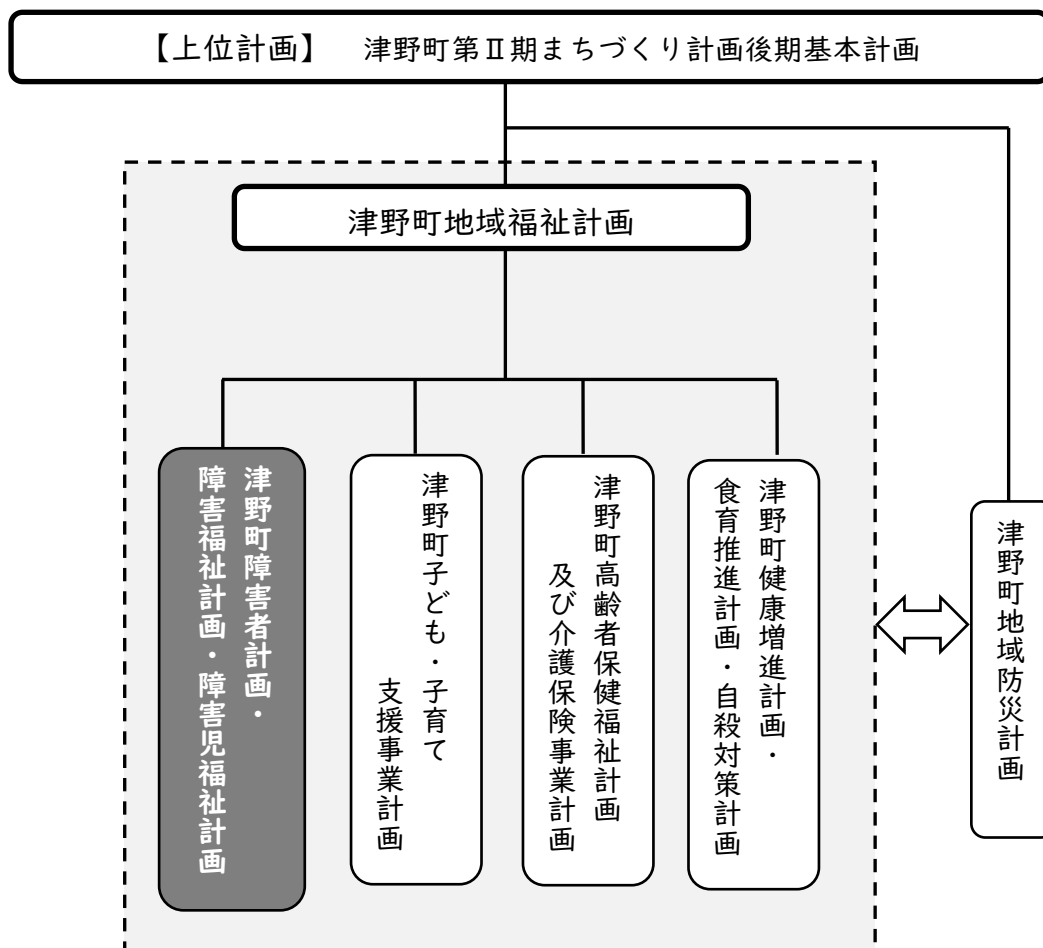 【上位計画】 津野町第Ⅱ期まちづくり計画後期基本計画
津野町地域福祉計画
津野町障害者計画・
障害福祉計画・障害児福祉計画
津野町子ども・子育て
支援事業計画
津野町高齢者保健福祉計画
及び介護保険事業計画
津野町健康増進計画・
食育推進計画・自殺対策計画
津野町地域防災計画